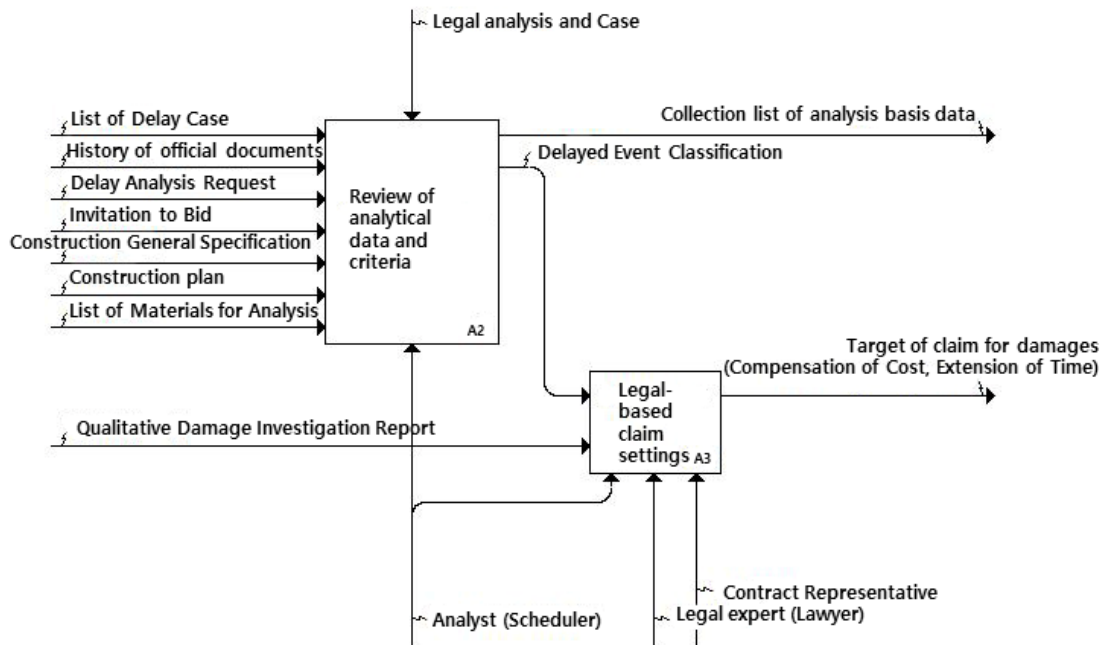 Legal analysis and Case
List of Delay Case
Collection list of analysis basis data
History of official documents
Delayed Event Classification
Delay Analysis Request
Invitation to Bid
Construction General Specification
Construction plan
List of Materials for Analysis
Review of
analytical
data and
criteria
A2
Target of claim for damages
(Compensation of Cost, Extension of Time)
Legal-
based
claim
settings A3
Qualitative Damage Investigation Report
Contract Representative
Analyst (Scheduler)
Legal expert (Lawyer)